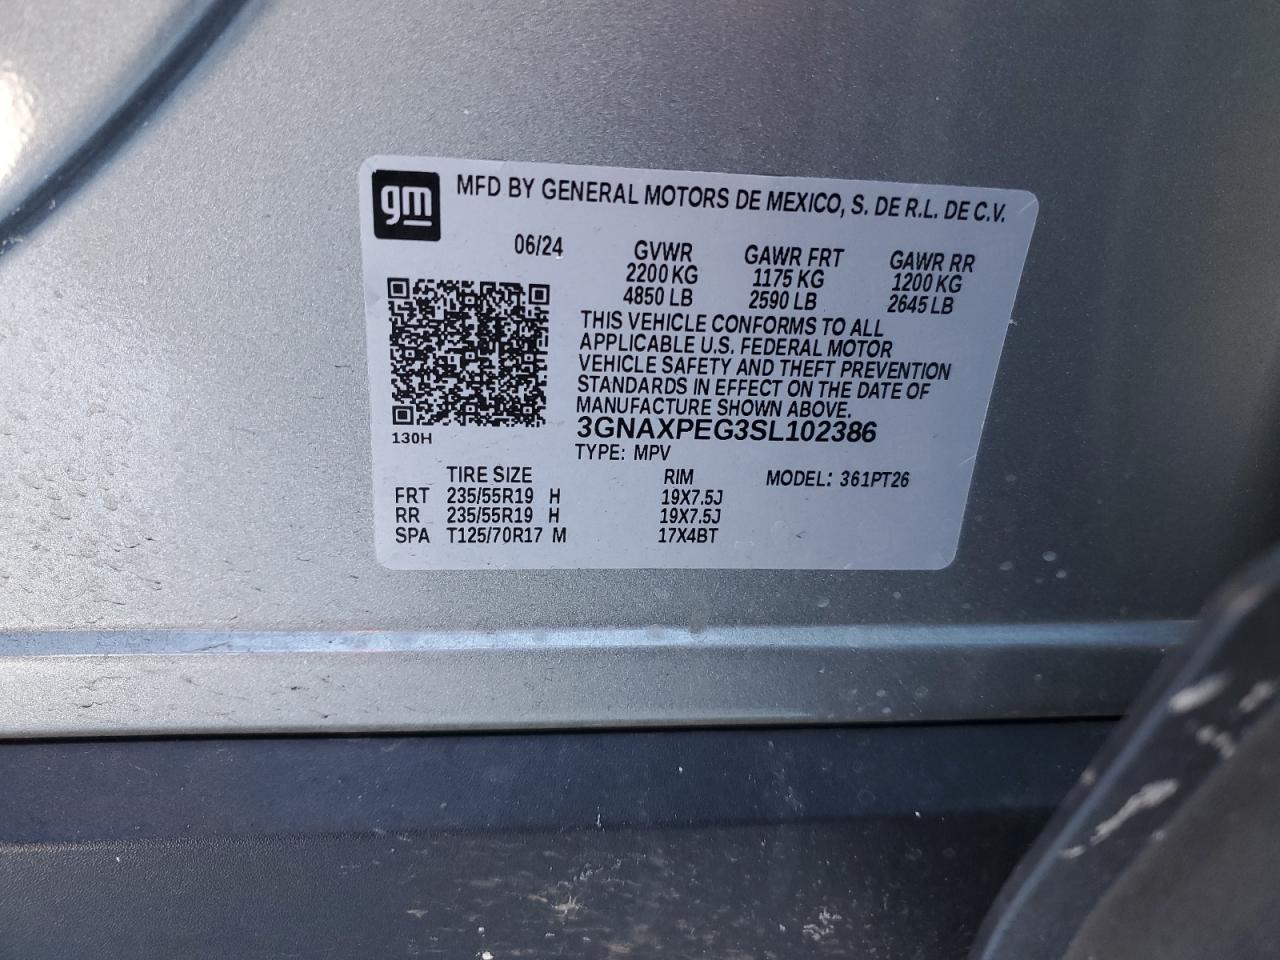 gm
MFD BY GENERAL MOTORS DE MEXICO, S. DE R.L. DE C.V.
06/24 GVWR GAWR FRT GAWR RR
2200 KG 1175 KG 1200 KG
4850 LB 2590 LB 2645 LB
THIS VEHICLE CONFORMS TO ALL
APPLICABLE U.S. FEDERAL MOTOR
VEHICLE SAFETY AND THEFT PREVENTION
STANDARDS IN EFFECT ON THE DATE OF
MANUFACTURE SHOWN ABOVE.
3GNAXPEG3SL102386
130H
TYPE: MPV
TIRE SIZE RIM MODEL: 361PT26
FRT 235/55R19 H 19X7.5J
RR 235/55R19 H 19X7.5J
SPA T125/70R17 M 17X4BT